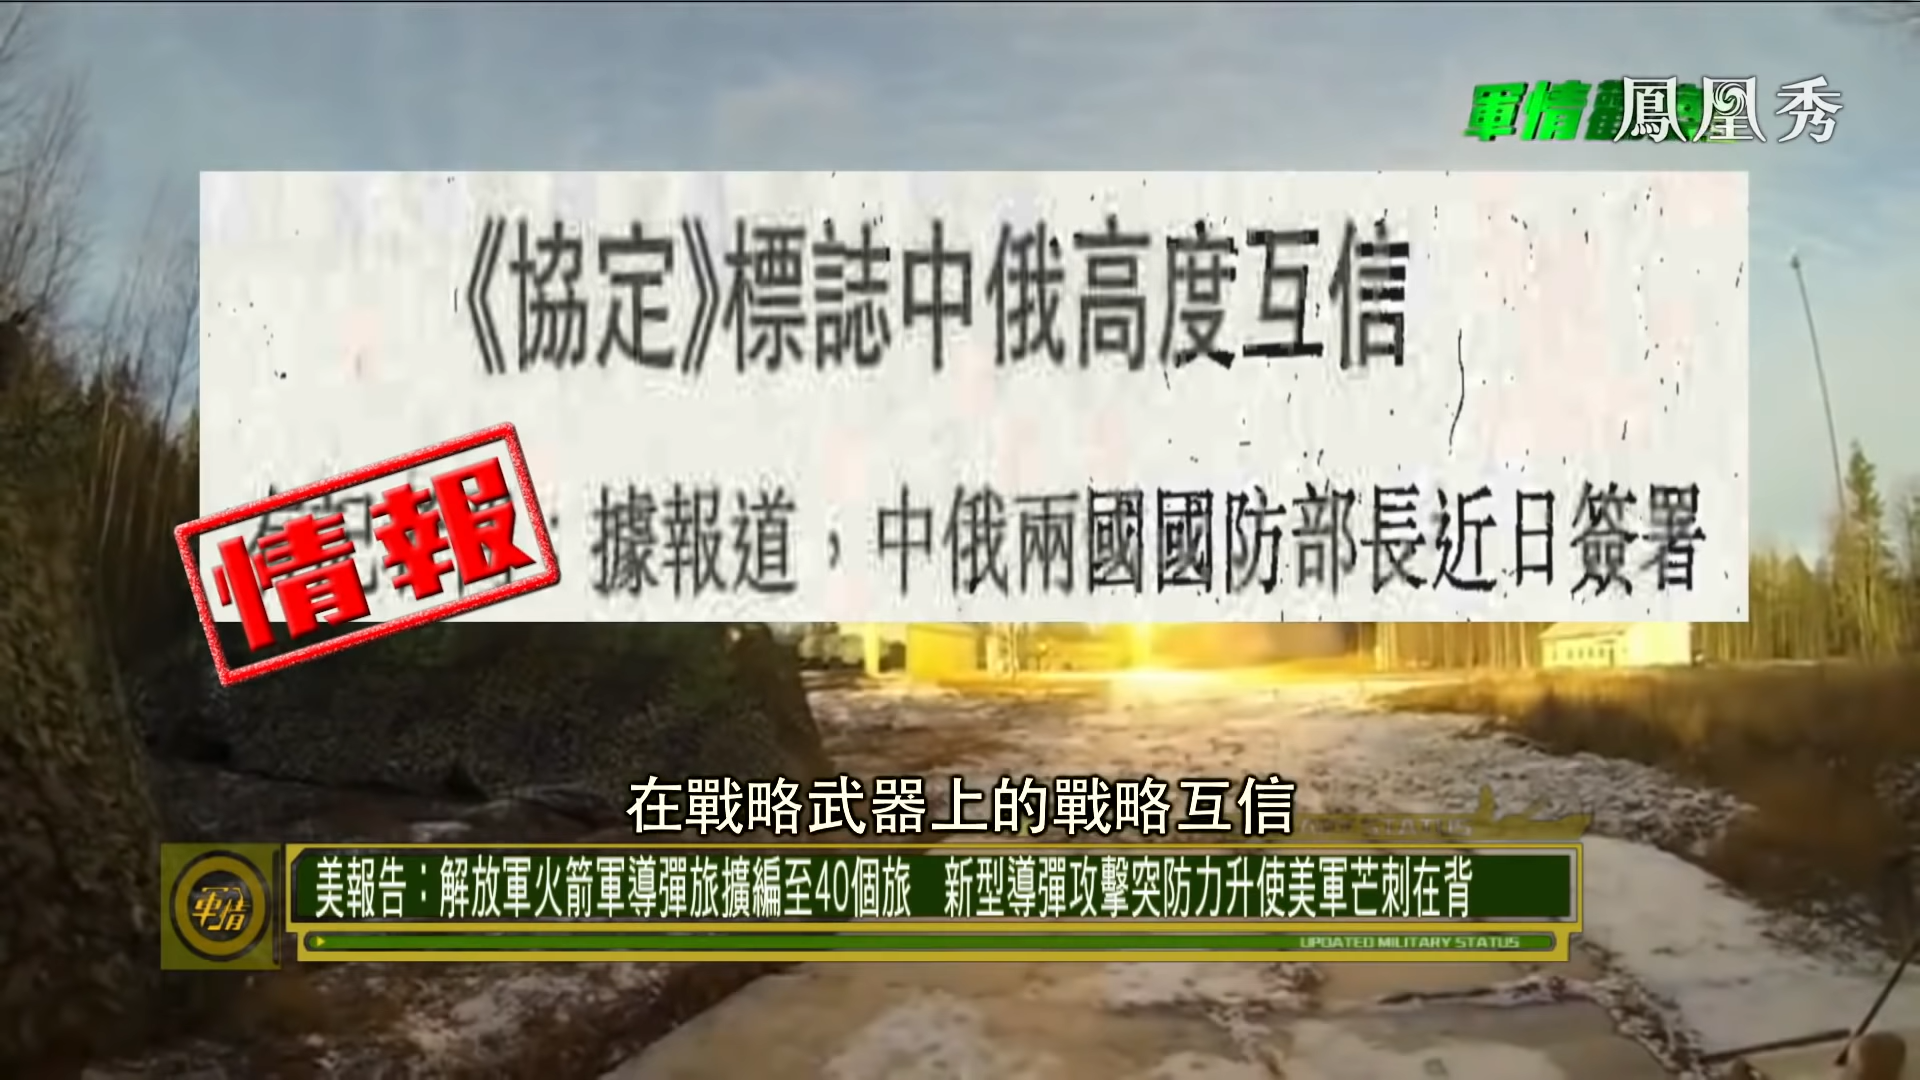 軍情觀
鳳凰秀
《協定》標誌中俄高度互信
情報
據報道，中俄兩國國防部長近日簽署
在戰略武器上的戰略互信
STATUS
軍情
美報告：解放軍火箭軍導彈旅擴編至40個旅 新型導彈攻擊突防力升使美軍芒刺在背
UPDATED MILITARY STATUS